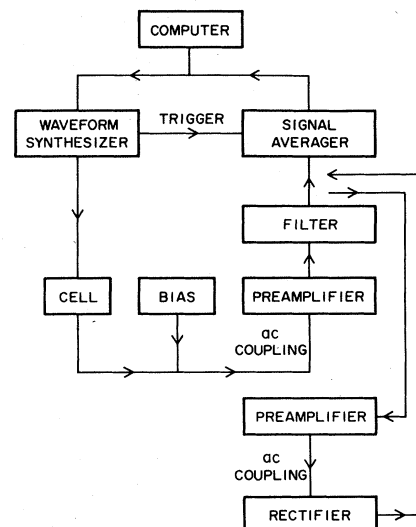 COMPUTER
WAVEFORM
SYNTHESIZER
TRIGGER
SIGNAL
AVERAGER
FILTER
CELL
BIAS
PREAMPLIFIER
ac
COUPLING
PREAMPLIFIER
ac
COUPLING
RECTIFIER